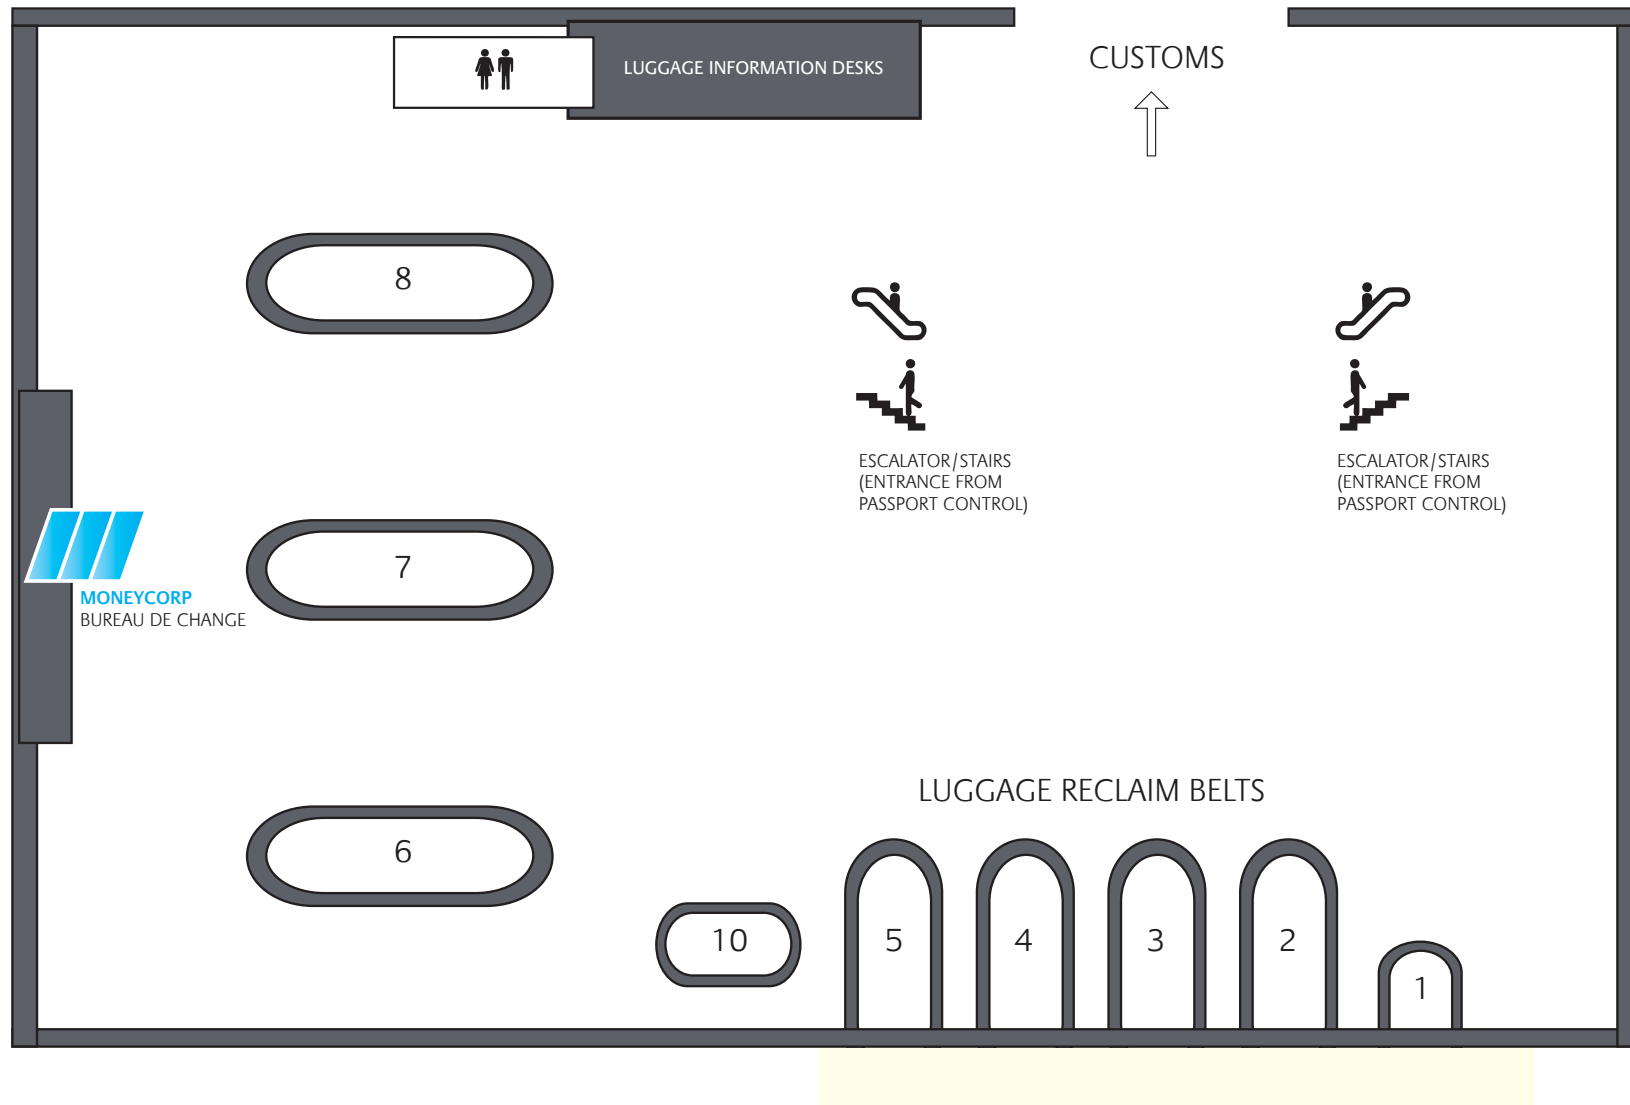 LUGGAGE INFORMATION DESKS
CUSTOMS
8
ESCALATOR/STAIRS
(ENTRANCE FROM
PASSPORT CONTROL)
ESCALATOR/STAIRS
(ENTRANCE FROM
PASSPORT CONTROL)
7
MONEYCORP
BUREAU DE CHANGE
LUGGAGE RECLAIM BELTS
6
10
5
4
3
2
1